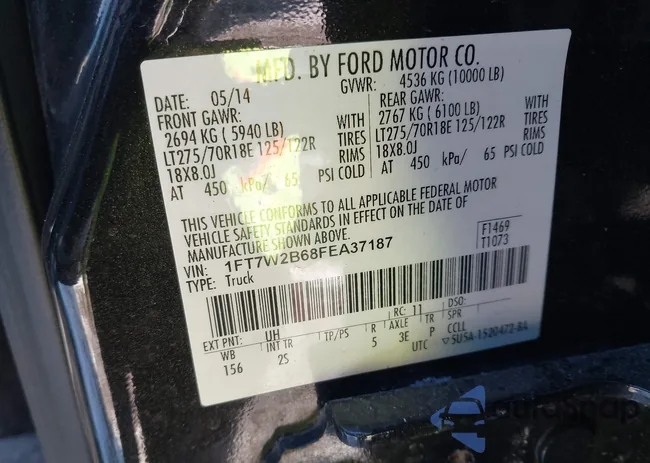 MFD. BY FORD MOTOR CO.
DATE: 05/14 GVWR: 4536 KG (10000 LB)
FRONT GAWR: REAR GAWR:
2694 KG (5940 LB) WITH 2767 KG (6100 LB) WITH
LT275/70R18E 125/122R TIRES LT275/70R18E 125/122R TIRES
18X8.0J RIMS 18X8.0J RIMS
AT 450 kPa/ 65 PSI COLD AT 450 kPa/ 65 PSI COLD
THIS VEHICLE CONFORMS TO ALL APPLICABLE FEDERAL MOTOR
VEHICLE SAFETY STANDARDS IN EFFECT ON THE DATE OF
MANUFACTURE SHOWN ABOVE.
VIN: 1FT7W2B68FEA37187
TYPE: Truck
F1469
T1073
EXT PNT: UH RC: 11 DSO:
WB INT TR TP/PS R AXLE TR SPR
156 2S 5 3E P CCLL
UTC ▽5U5A-1520472-BA
AutoSnap